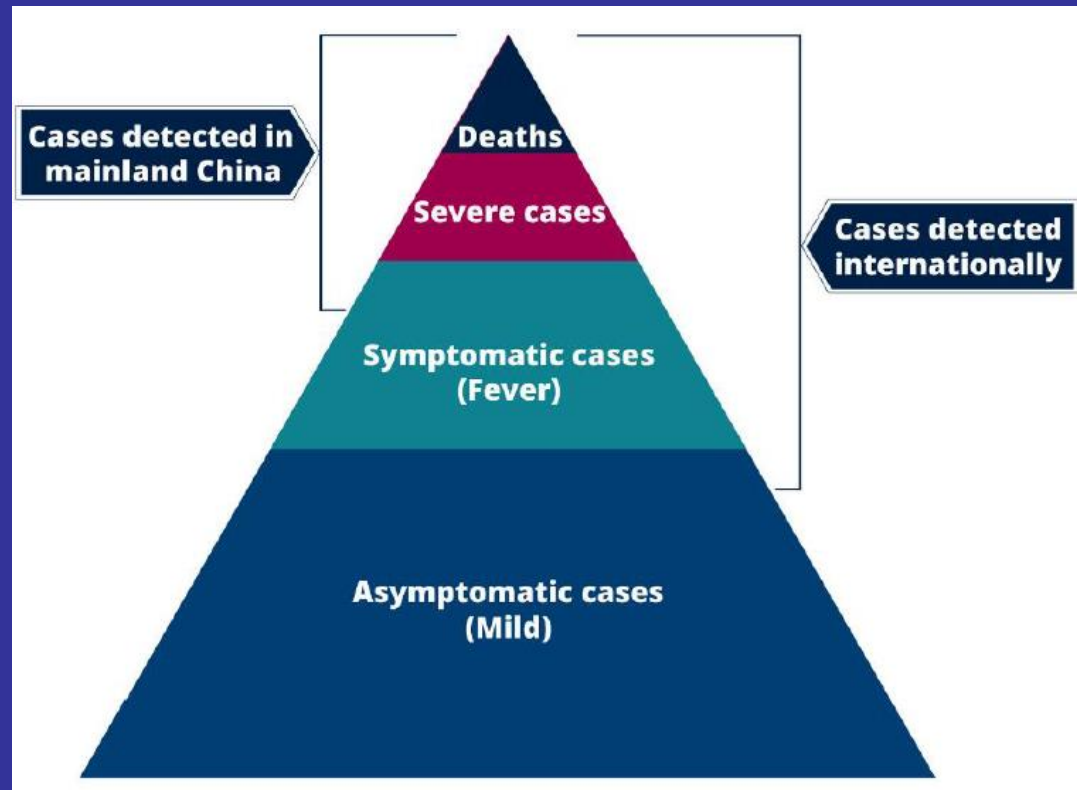 Cases detected in
mainland China
Deaths
Severe cases
Cases detected
internationally
Symptomatic cases
(Fever)
Asymptomatic cases
(Mild)